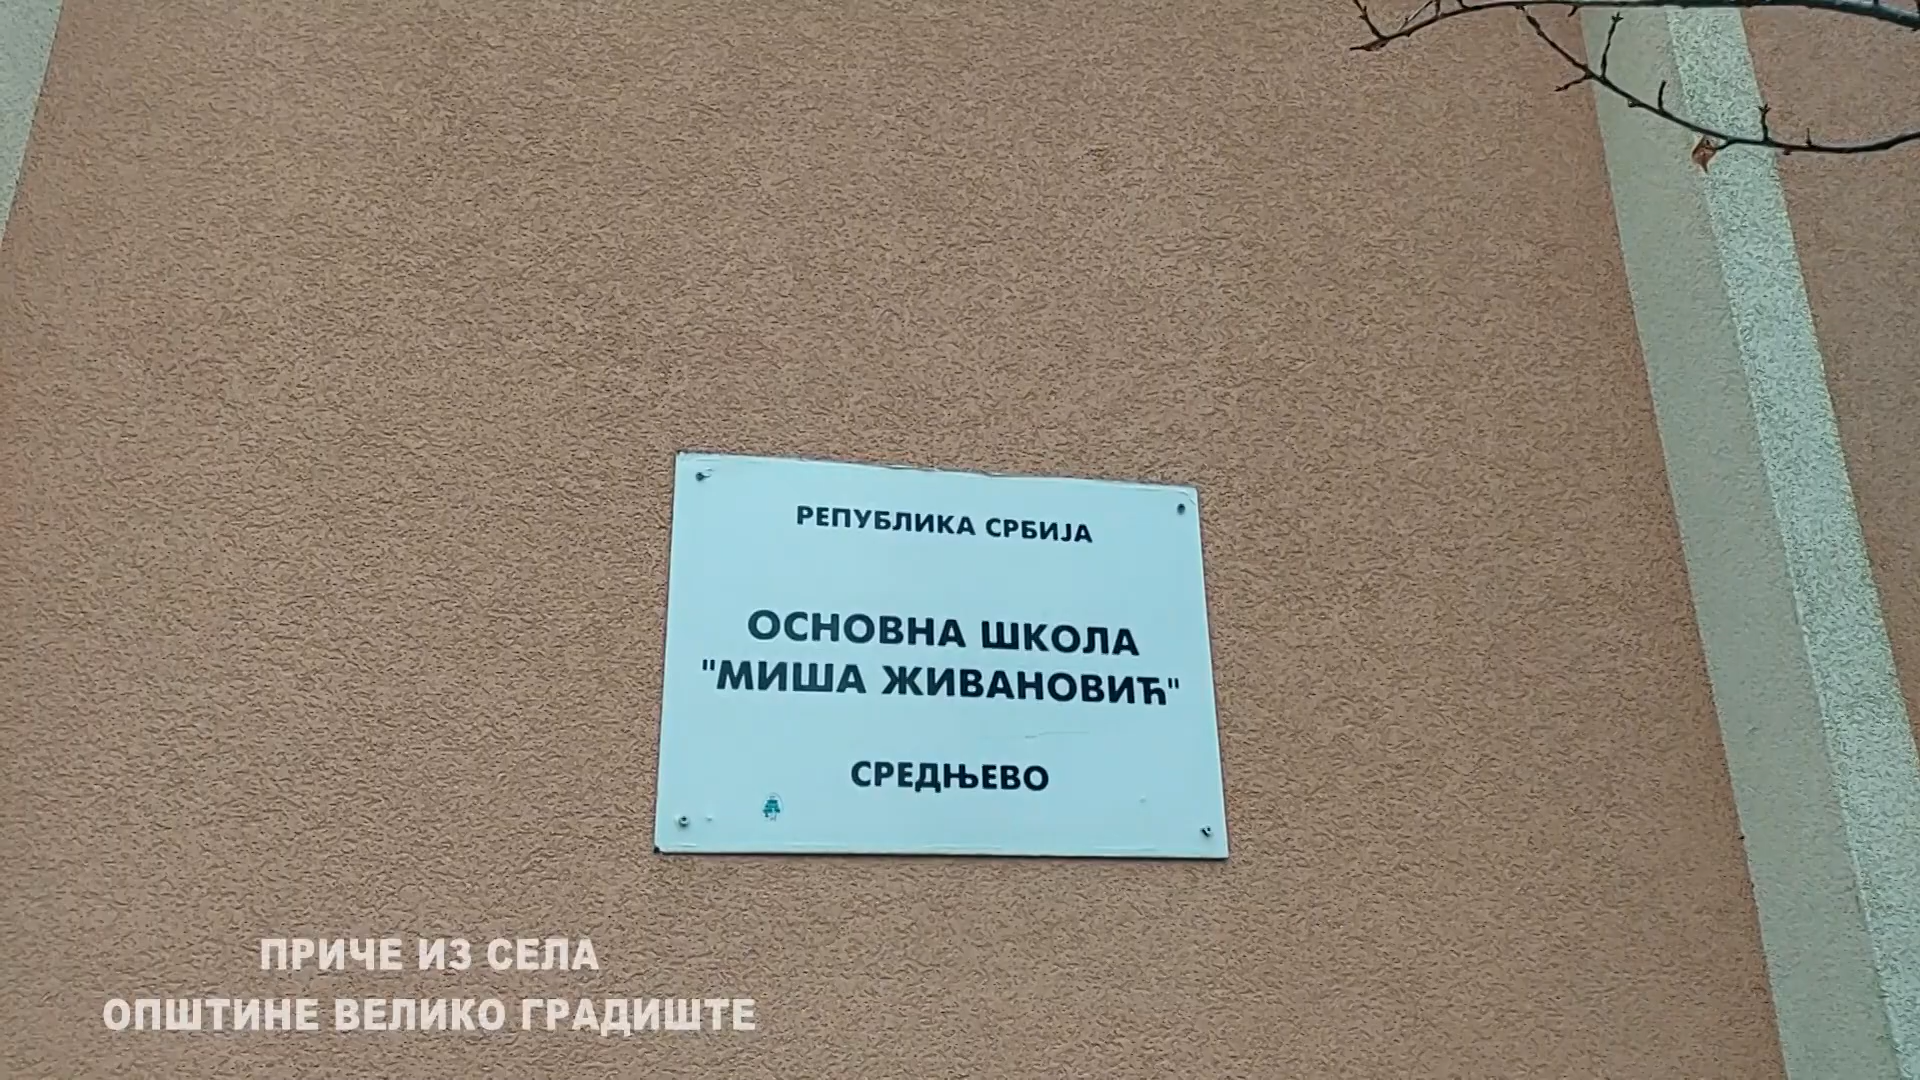 РЕПУБЛИКА СРБИЈА
ОСНОВНА ШКОЛА
"МИША ЖИВАНОВИЋ"
СРЕДЊЕВО
ПРИЧЕ ИЗ СЕЛА
ОПШТИНЕ ВЕЛИКО ГРАДИШТЕ